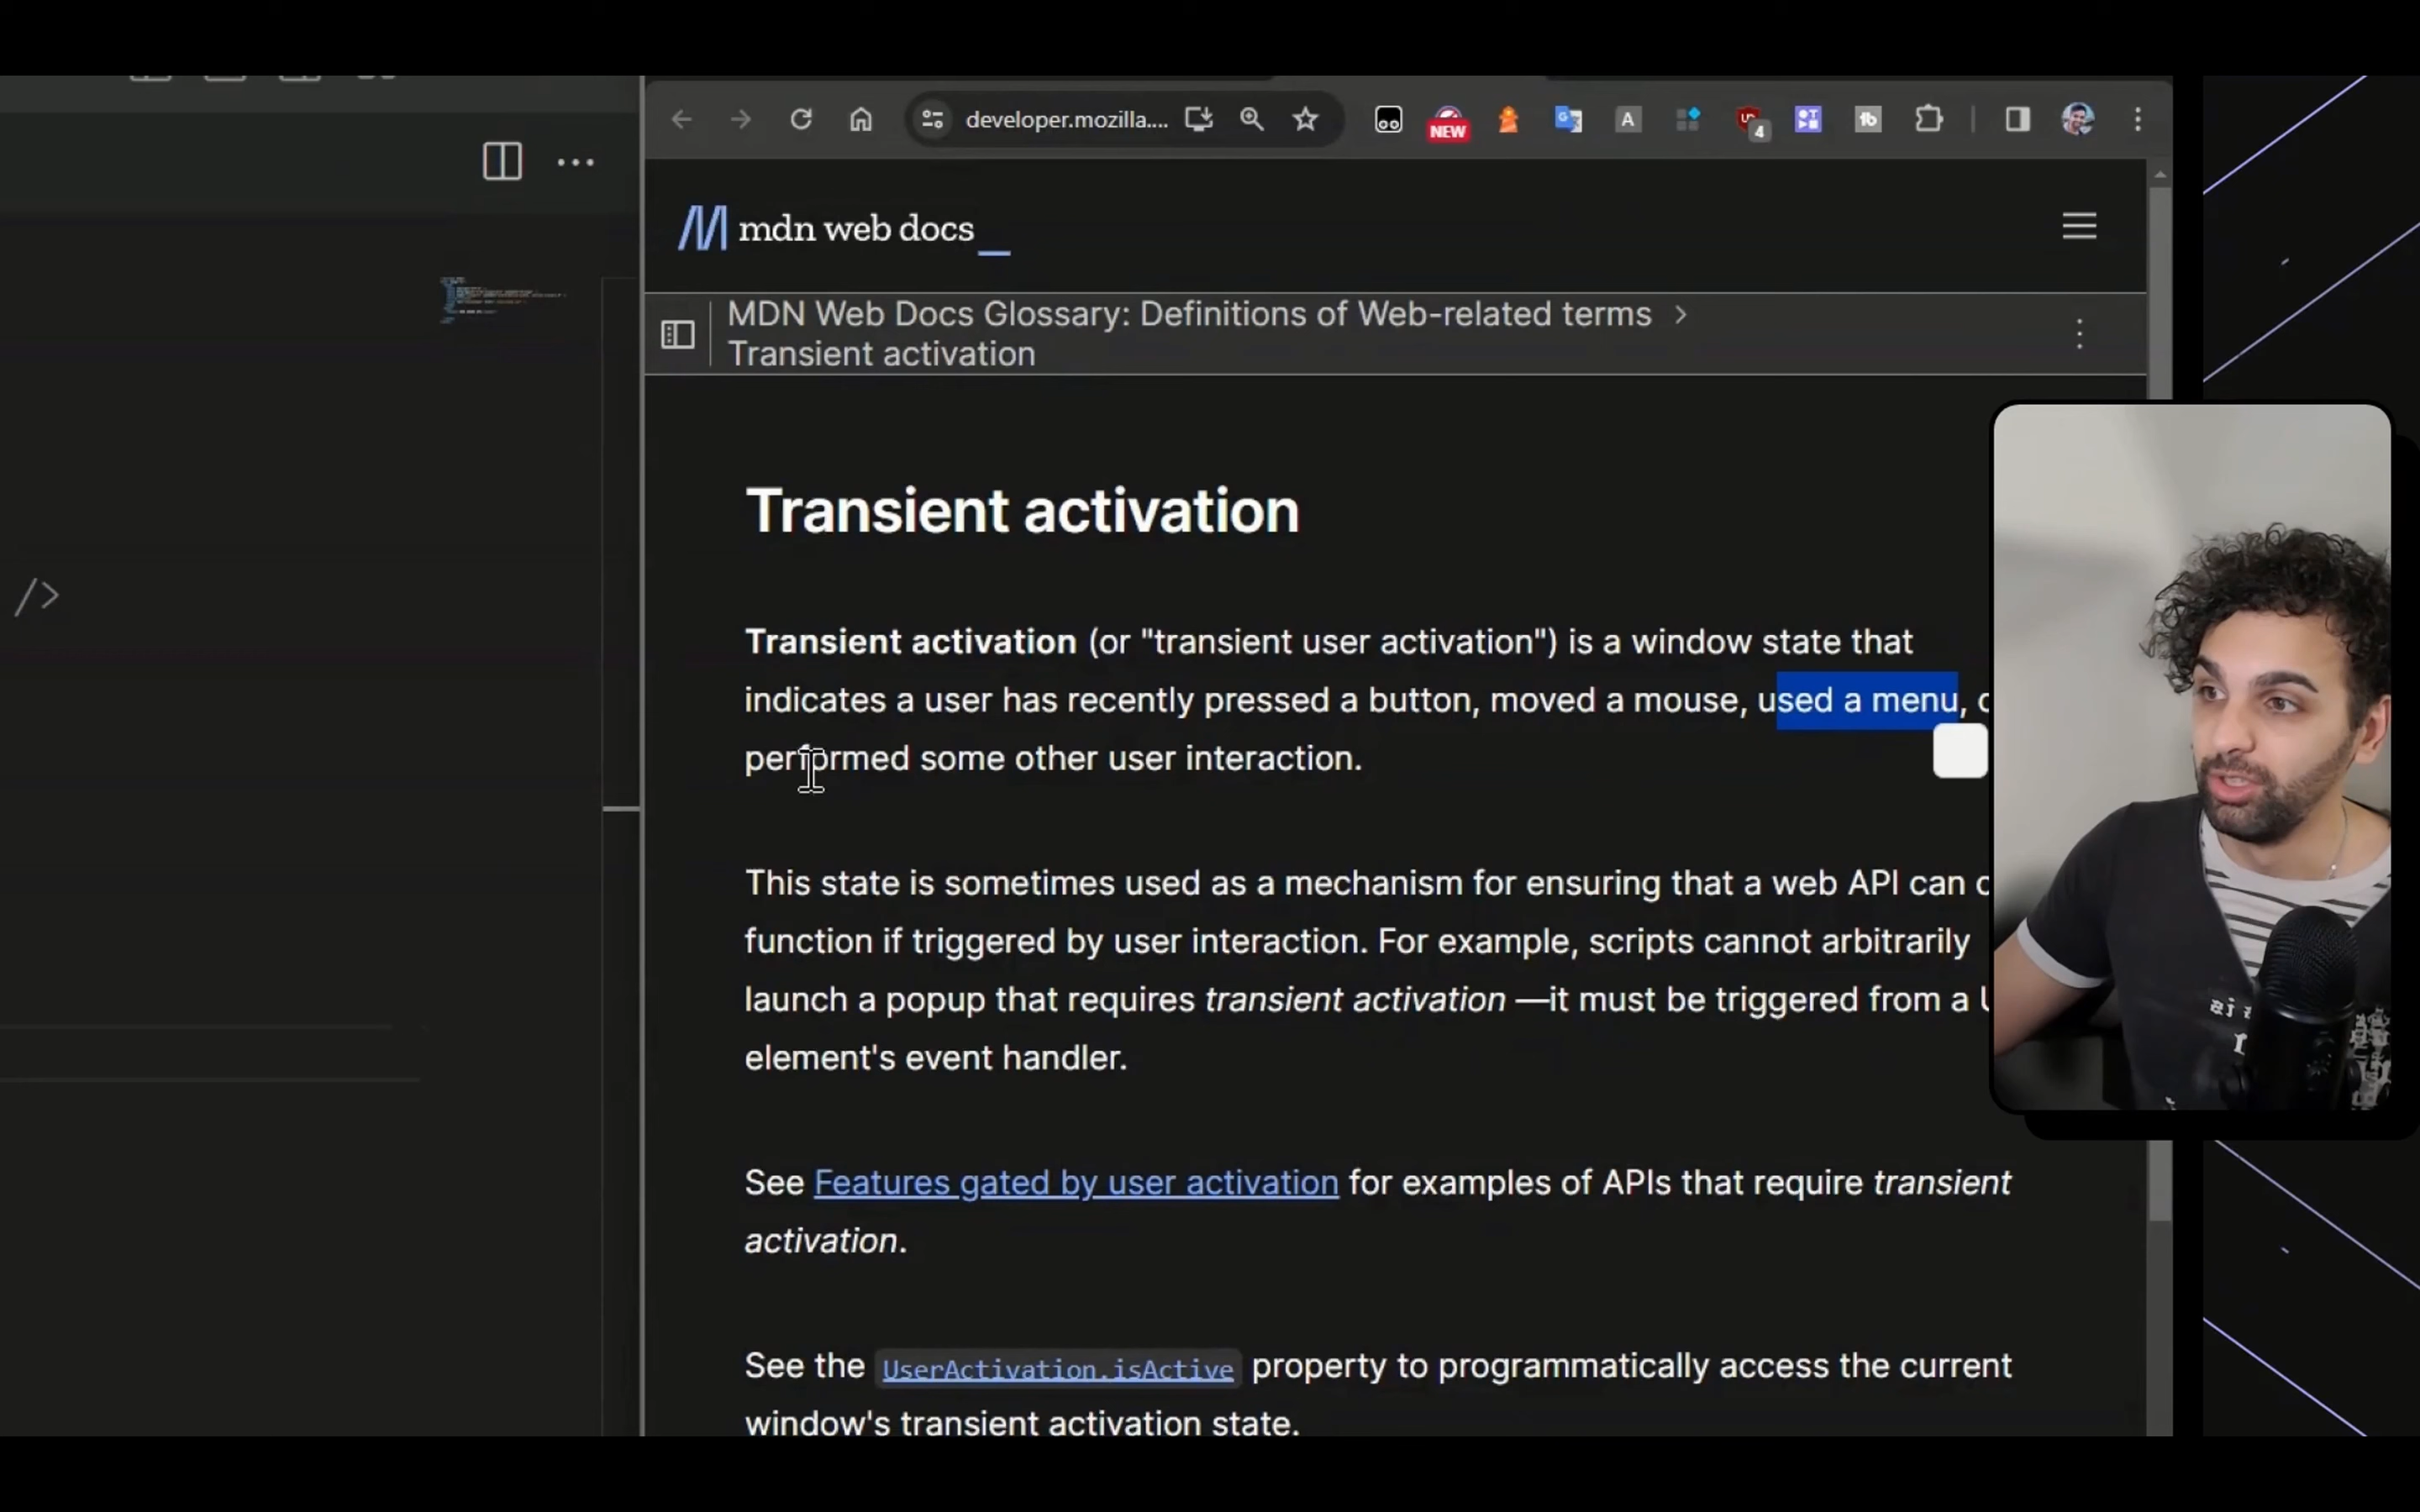 developer.mozilla....
NEW
A
4
mdn web docs_
MDN Web Docs Glossary: Definitions of Web-related terms >
Transient activation
Transient activation
/>
Transient activation (or "transient user activation") is a window state that
indicates a user has recently pressed a button, moved a mouse, used a menu,
performed some other user interaction.
This state is sometimes used as a mechanism for ensuring that a web API can
function if triggered by user interaction. For example, scripts cannot arbitrarily
launch a popup that requires transient activation —it must be triggered from a
element's event handler.
See Features gated by user activation for examples of APIs that require transient
activation.
See the UserActivation.isActive property to programmatically access the current
window's transient activation state.